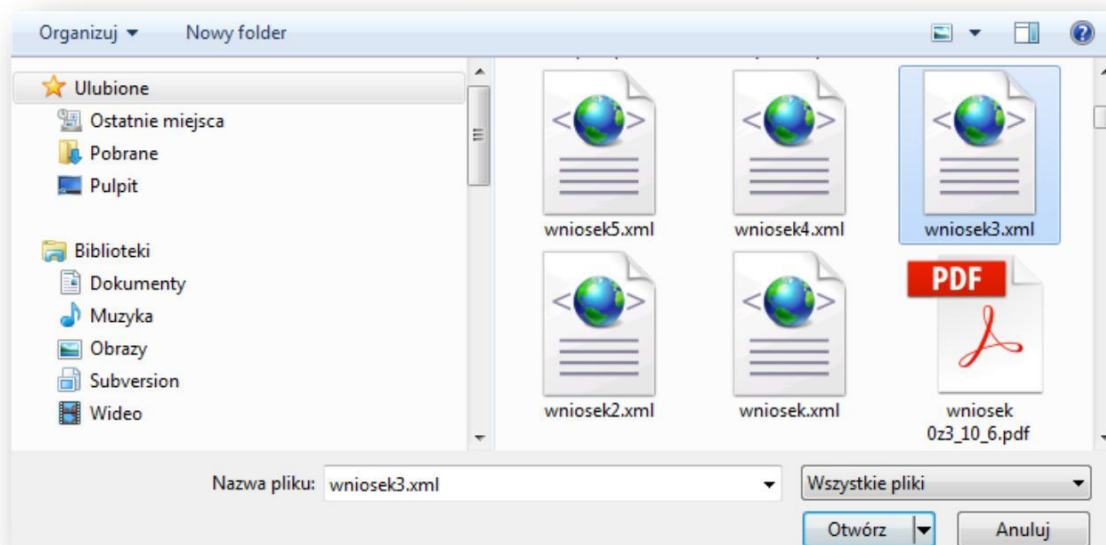 Organizuj Nowy folder
Ulubione
Ostatnie miejsca
Pobrane
Pulpit
Biblioteki
Dokumenty
Muzyka
Obrazy
Subversion
Wideo
wniosek5.xml wniosek4.xml wniosek3.xml
PDF
wniosek2.xml wniosek.xml wniosek
0z3_10_6.pdf
Nazwa pliku: wniosek3.xml Wszystkie pliki
Otwórz Anuluj